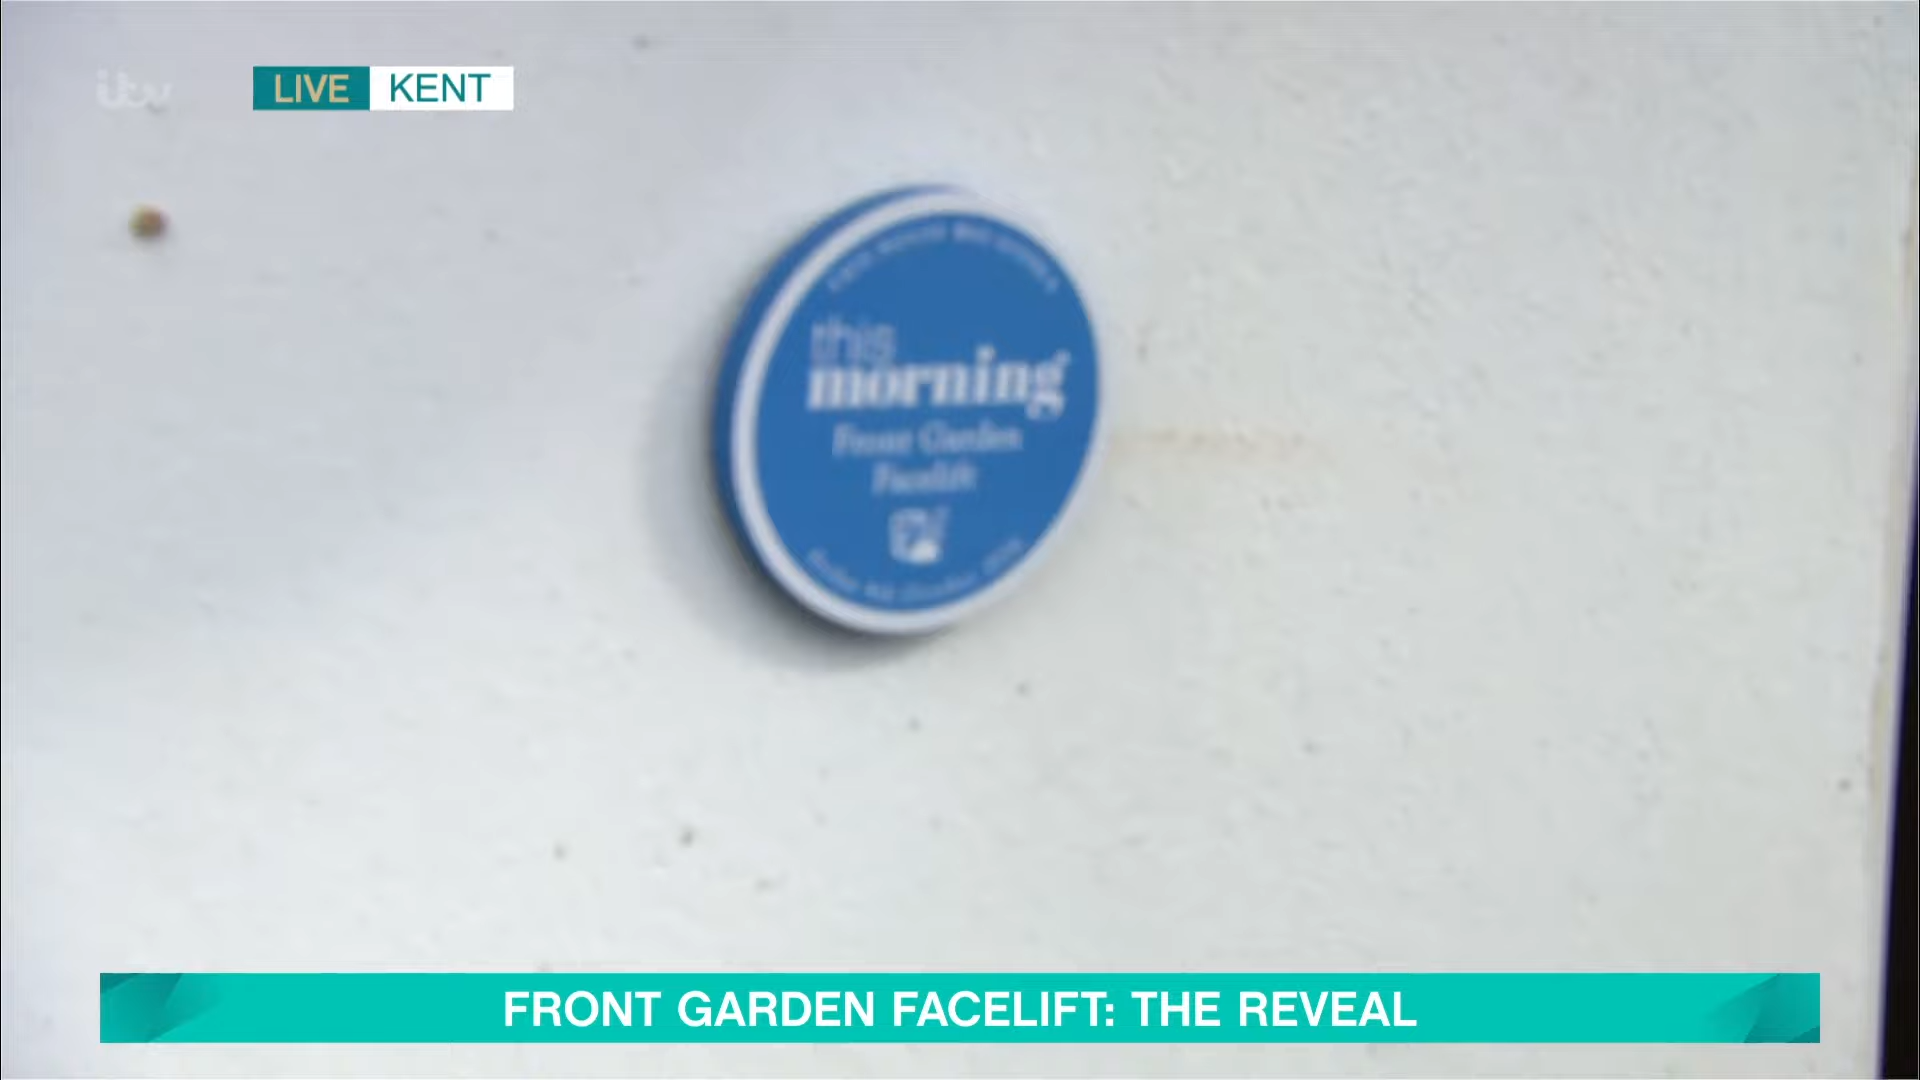 itv
LIVE KENT
this
morning
Front Garden
Facelift
FRONT GARDEN FACELIFT: THE REVEAL